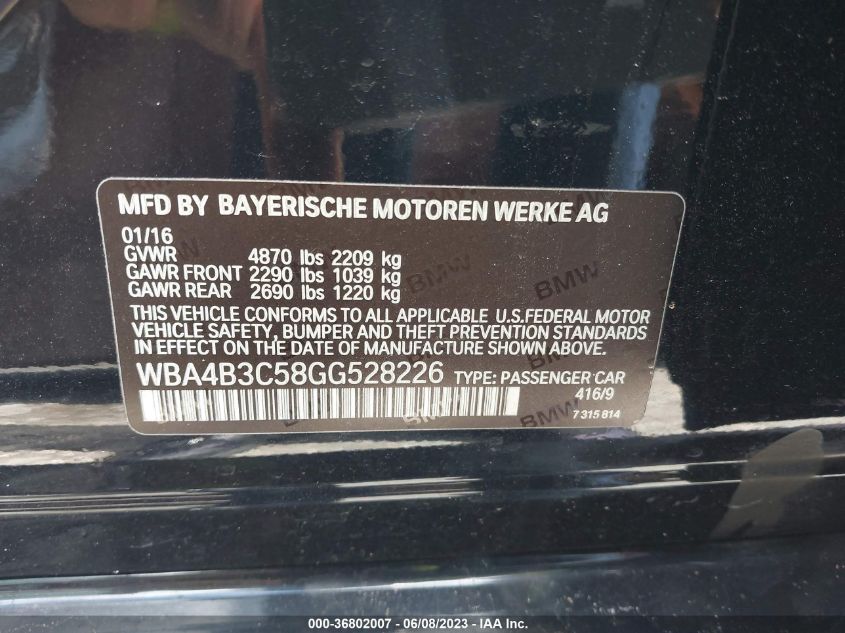 MFD BY BAYERISCHE MOTOREN WERKE AG
01/16
GVWR 4870 lbs 2209 kg
GAWR FRONT 2290 lbs 1039 kg
GAWR REAR 2690 lbs 1220 kg
THIS VEHICLE CONFORMS TO ALL APPLICABLE U.S.FEDERAL MOTOR
VEHICLE SAFETY, BUMPER AND THEFT PREVENTION STANDARDS
IN EFFECT ON THE DATE OF MANUFACTURE SHOWN ABOVE.
WBA4B3C58GG528226 TYPE: PASSENGER CAR
416/9
7 315 814
BMW
BMW
BMW
000-36802007 - 06/08/2023 - IAAI.COM